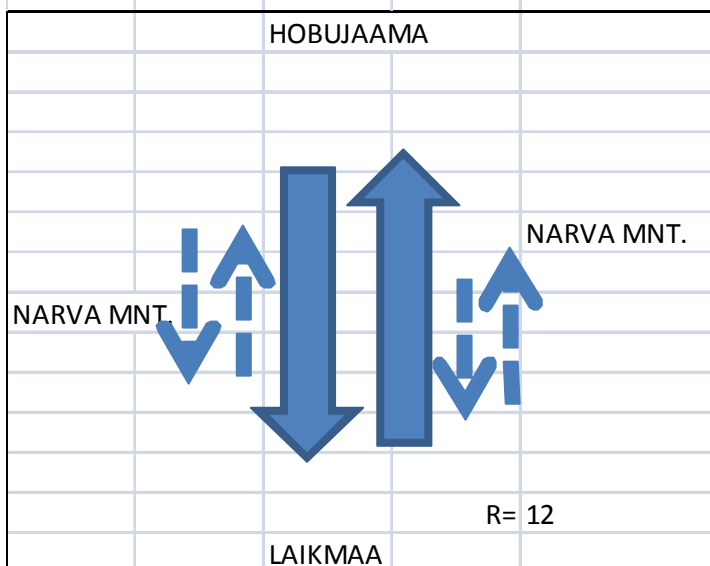 HOBUJAAMA
NARVA MNT.
NARVA MNT.
R= 12
LAIKMAA